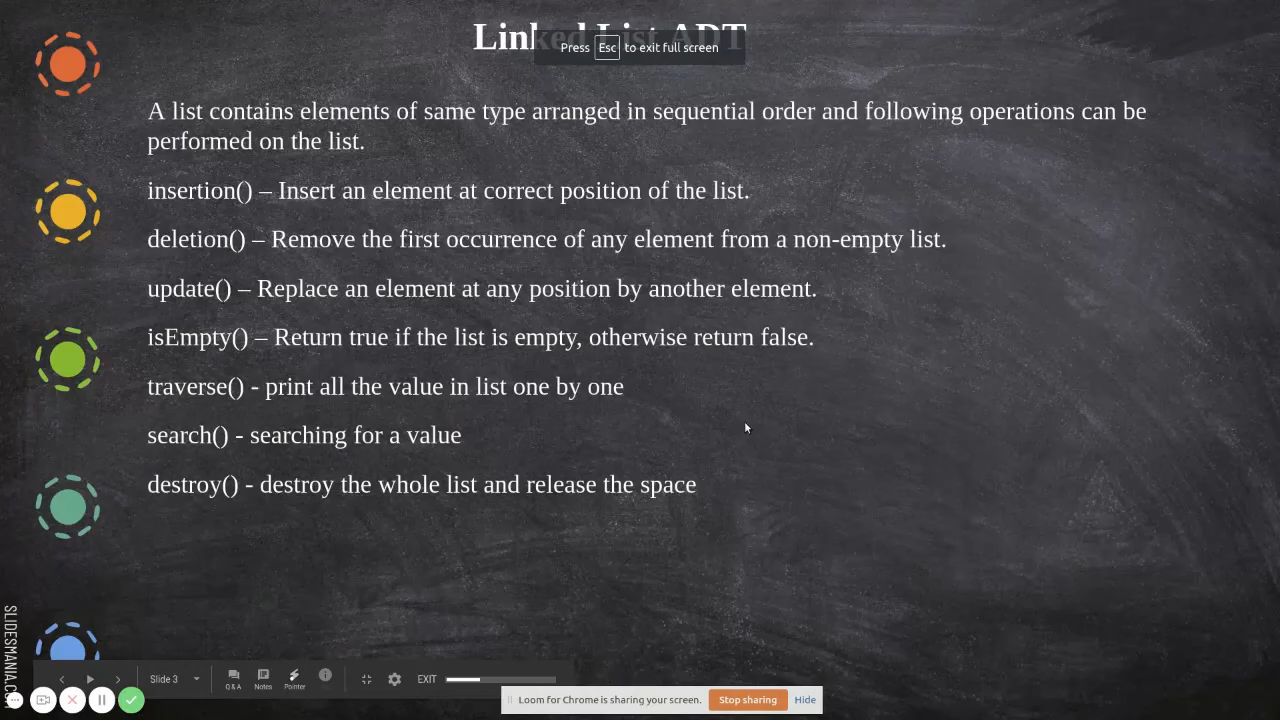 Linked List ADT
Press Esc to exit full screen
A list contains elements of same type arranged in sequential order and following operations can be
performed on the list.
insertion() – Insert an element at correct position of the list.
deletion() – Remove the first occurrence of any element from a non-empty list.
update() – Replace an element at any position by another element.
isEmpty() – Return true if the list is empty, otherwise return false.
traverse() - print all the value in list one by one
search() - searching for a value
destroy() - destroy the whole list and release the space
Slide 3
Q & A
Notes
Pointer
EXIT
Loom for Chrome is sharing your screen.
Stop sharing
Hide